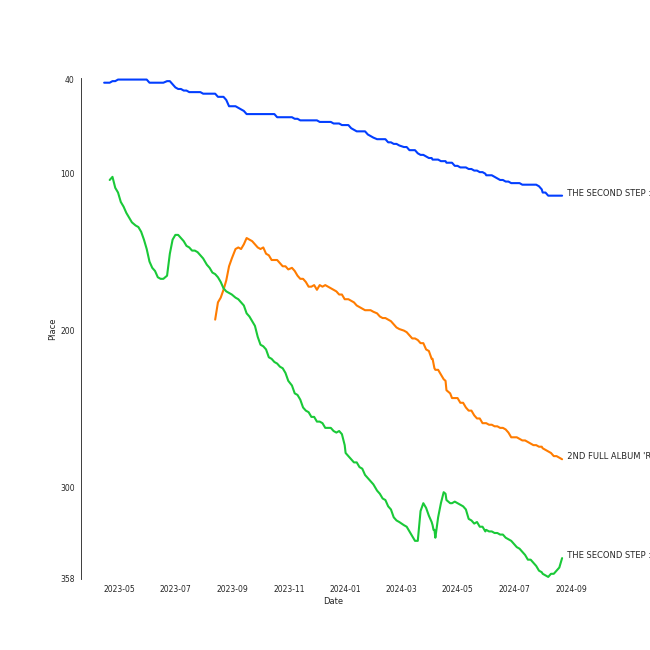 40
100
200
300
358
Place
THE SECOND STEP :
2ND FULL ALBUM 'R
THE SECOND STEP :
2023-05 2023-07 2023-09 2023-11 2024-01 2024-03 2024-05 2024-07 2024-09
Date